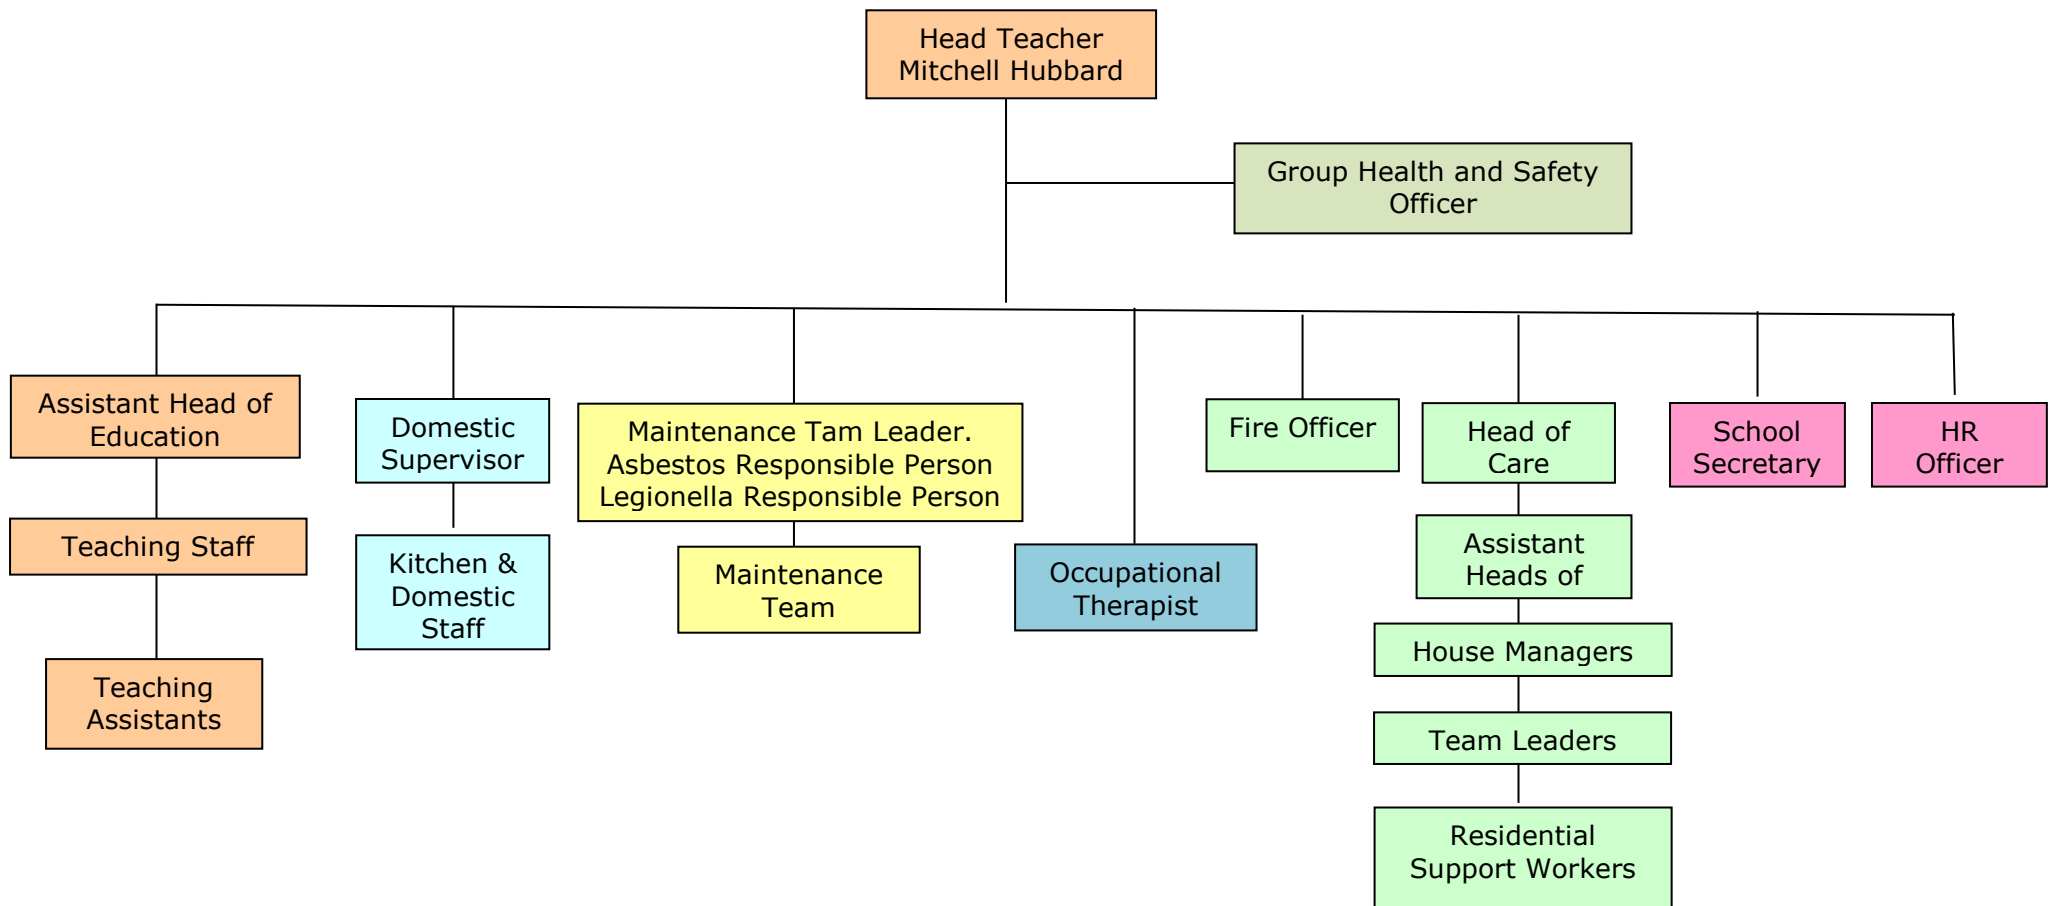 Head Teacher
Mitchell Hubbard
Group Health and Safety
Officer
Assistant Head of
Education
Domestic
Supervisor
Maintenance Tam Leader.
Asbestos Responsible Person
Legionella Responsible Person
Fire Officer
Head of
Care
School
Secretary
HR
Officer
Teaching Staff
Kitchen &
Domestic
Staff
Maintenance
Team
Occupational
Therapist
Assistant
Heads of
House Managers
Teaching
Assistants
Team Leaders
Residential
Support Workers